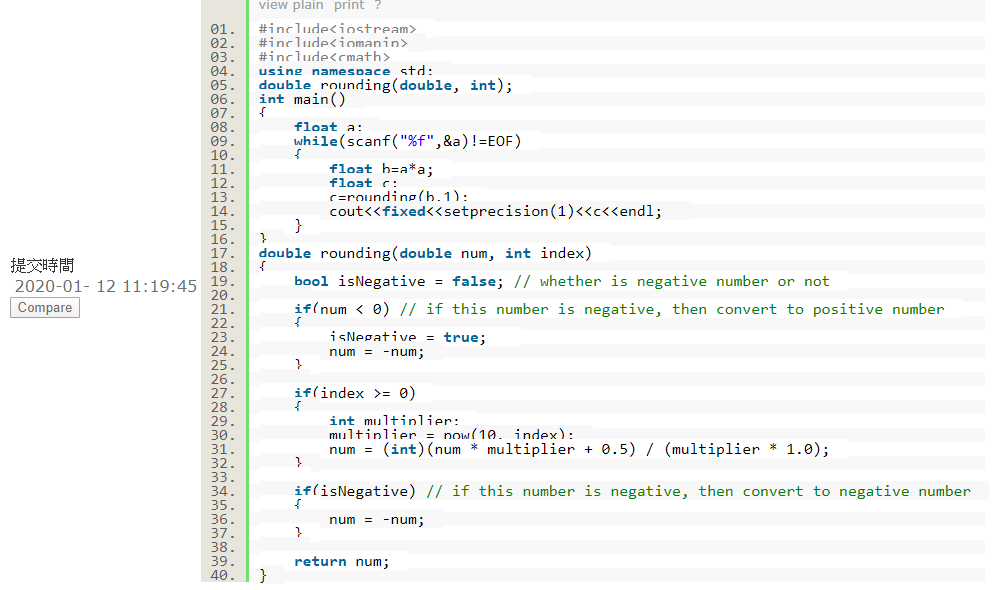 view plain print ?
01. #include<iostream>
02. #include<iomanip>
03. #include<cmath>
04. using namespace std;
05. double rounding(double, int);
06. int main()
07. {
08. float a;
09. while(scanf("%f",&a)!=EOF)
10. {
11. float b=a*a;
12. float c;
13. c=rounding(b,1);
14. cout<<fixed<<setprecision(1)<<c<<endl;
15. }
16. }
17. double rounding(double num, int index)
18. {
提交時間
19. bool isNegative = false; // whether is negative number or not
2020-01- 12 11:19:45
20.
Compare
21. if(num < 0) // if this number is negative, then convert to positive number
22. {
23. isNegative = true;
24. num = -num;
25. }
26.
27. if(index >= 0)
28. {
29. int multiplier;
30. multiplier = pow(10, index);
31. num = (int)(num * multiplier + 0.5) / (multiplier * 1.0);
32. }
33.
34. if(isNegative) // if this number is negative, then convert to negative number
35. {
36. num = -num;
37. }
38.
39. return num;
40. }